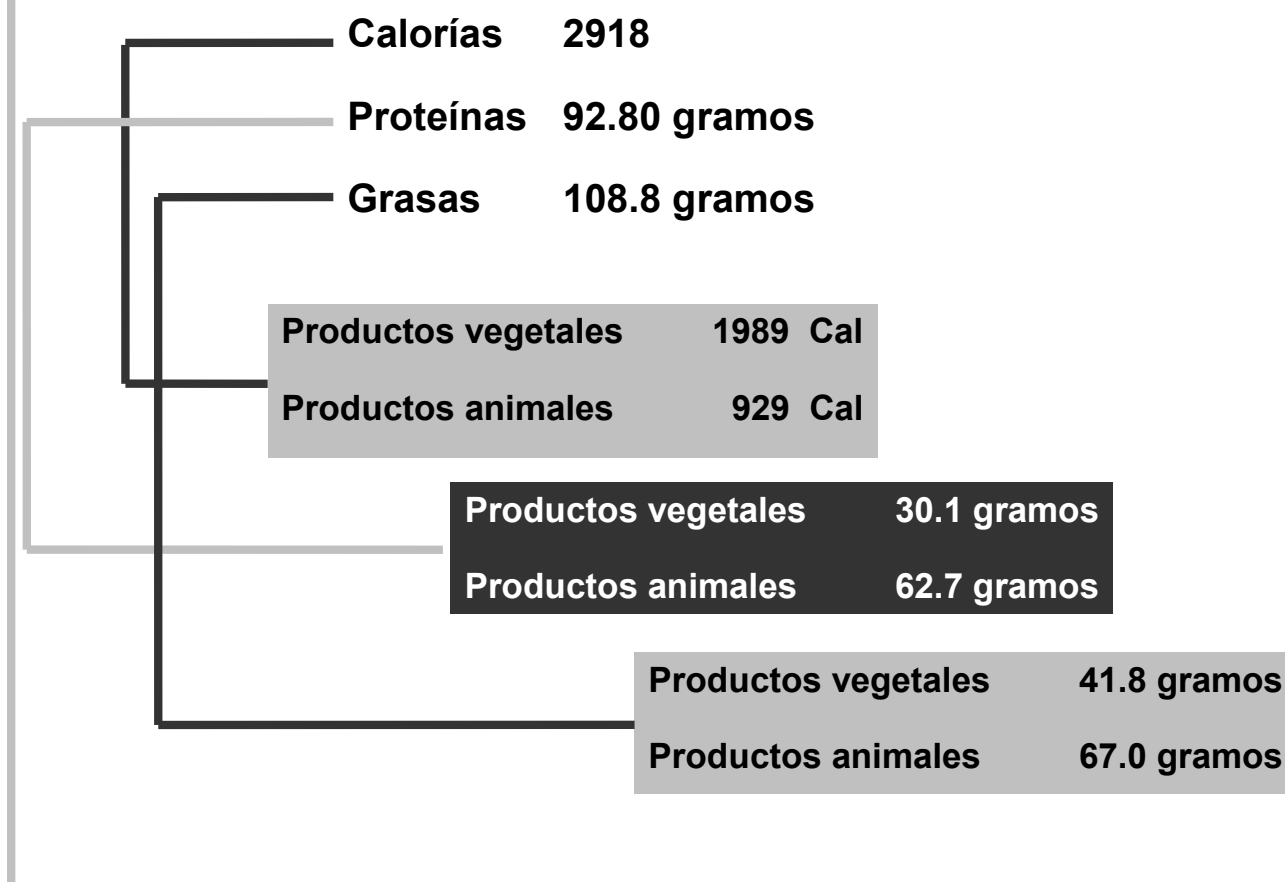 Calorías 2918
Proteínas 92.80 gramos
Grasas 108.8 gramos
Productos vegetales 1989 Cal
Productos animales 929 Cal
Productos vegetales 30.1 gramos
Productos animales 62.7 gramos
Productos vegetales 41.8 gramos
Productos animales 67.0 gramos